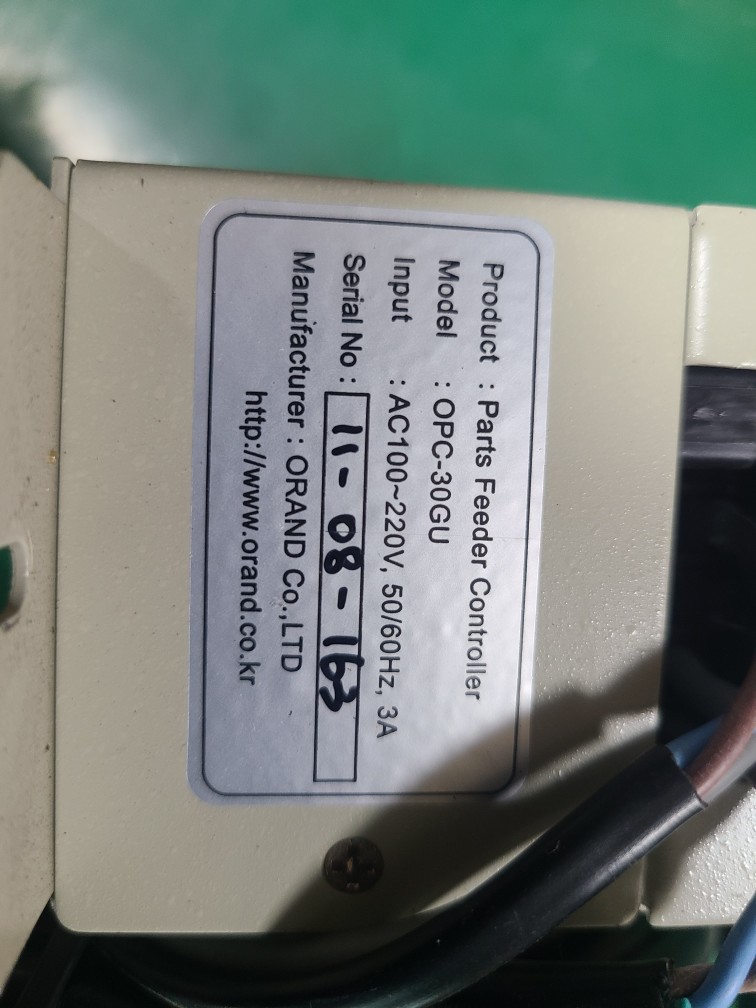 Product : Parts Feeder Controller
Model : OPC-30GU
Input : AC100~220V, 50/60Hz, 3A
Serial No : 11-08-163
Manufacturer : ORAND Co.,LTD
http://www.orand.co.kr